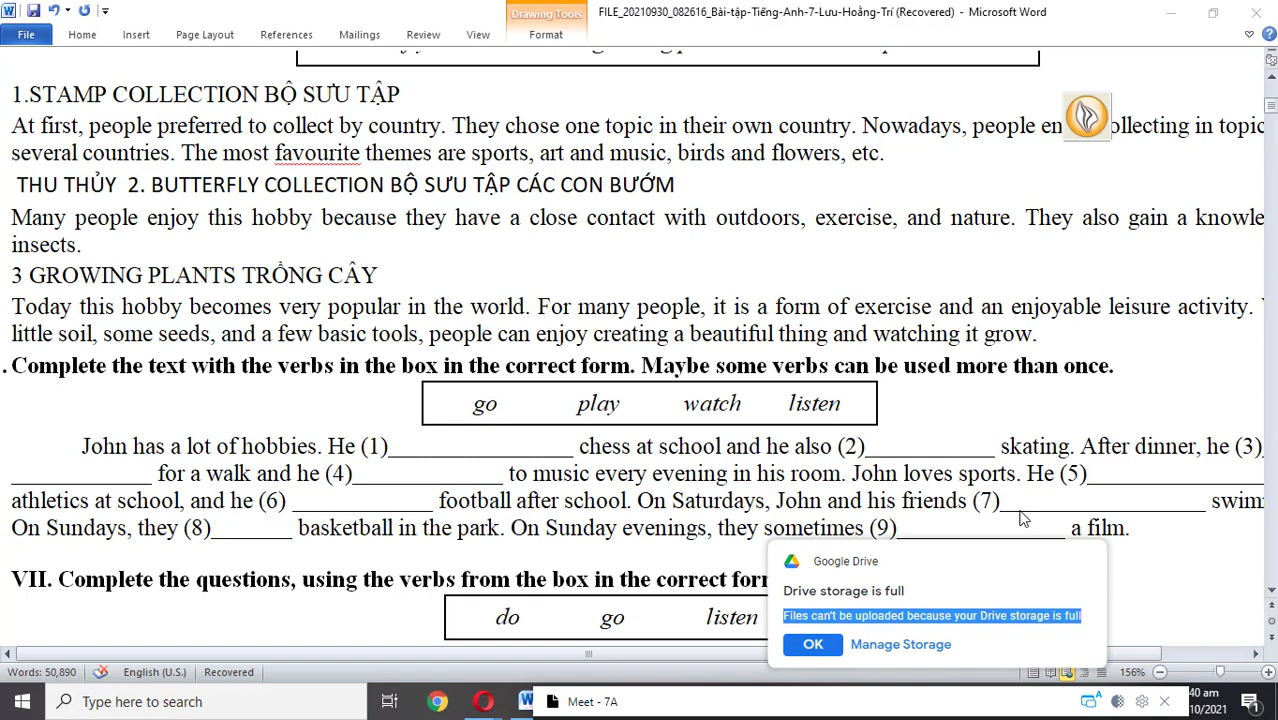 Drawing Tools
FILE_20210930_082616_Bài-tập-Tiếng-Anh-7-Lưu-Hoằng-Trí (Recovered) - Microsoft Word
File Home Insert Page Layout References Mailings Review View Format
1.STAMP COLLECTION BỘ SƯU TẬP
At first, people preferred to collect by country. They chose one topic in their own country. Nowadays, people en ollecting in topic
several countries. The most favourite themes are sports, art and music, birds and flowers, etc.
THU THỦY 2. BUTTERFLY COLLECTION BỘ SƯU TẬP CÁC CON BƯỚM
Many people enjoy this hobby because they have a close contact with outdoors, exercise, and nature. They also gain a knowle
insects.
3 GROWING PLANTS TRỒNG CÂY
Today this hobby becomes very popular in the world. For many people, it is a form of exercise and an enjoyable leisure activity.
little soil, some seeds, and a few basic tools, people can enjoy creating a beautiful thing and watching it grow.
. Complete the text with the verbs in the box in the correct form. Maybe some verbs can be used more than once.
go play watch listen
John has a lot of hobbies. He (1)_______________ chess at school and he also (2)___________ skating. After dinner, he (3)
____________ for a walk and he (4)____________ to music every evening in his room. John loves sports. He (5)_______________
athletics at school, and he (6) ____________ football after school. On Saturdays, John and his friends (7)_________________ swim
On Sundays, they (8)_______ basketball in the park. On Sunday evenings, they sometimes (9)______________ a film.
VII. Complete the questions, using the verbs from the box in the correct form
do go listen
Google Drive
Drive storage is full
Files can't be uploaded because your Drive storage is full
OK Manage Storage
Words: 50,890 English (U.S.) Recovered 156%
Type here to search Meet - 7A :40 am
10/2021